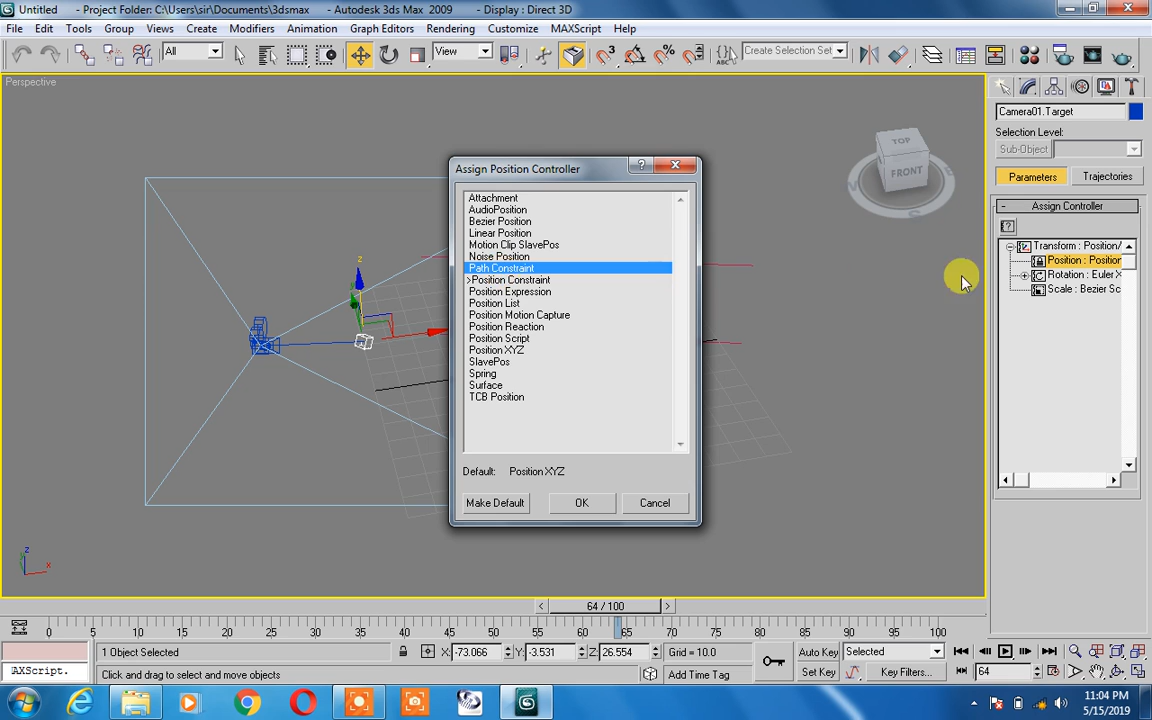 Untitled - Project Folder: C:\Users\sir\Documents\3dsmax - Autodesk 3ds Max 2009 - Display : Direct 3D
File Edit Tools Group Views Create Modifiers Animation Graph Editors Rendering Customize MAXScript Help
All View Create Selection Set
Perspective
TOP
FRONT
Camera01.Target
Selection Level:
Sub-Object
Parameters Trajectories
- Assign Controller
Transform : Position/
Position : Position
Rotation : Euler X
Scale : Bezier Sc
Assign Position Controller
Attachment
AudioPosition
Bezier Position
Linear Position
Motion Clip SlavePos
Noise Position
Path Constraint
>Position Constraint
Position Expression
Position List
Position Motion Capture
Position Reaction
Position Script
Position XYZ
SlavePos
Spring
Surface
TCB Position
Default: Position XYZ
Make Default OK Cancel
z
z
x
< 64 / 100 >
0 5 10 15 20 25 30 35 40 45 50 55 60 65 70 75 80 85 90 95 100
1 Object Selected X: -73.066 Y: -3.531 Z: 26.554 Grid = 10.0 Auto Key Selected
AXScript. Click and drag to select and move objects Add Time Tag Set Key Key Filters... 64
11:04 PM
5/15/2019